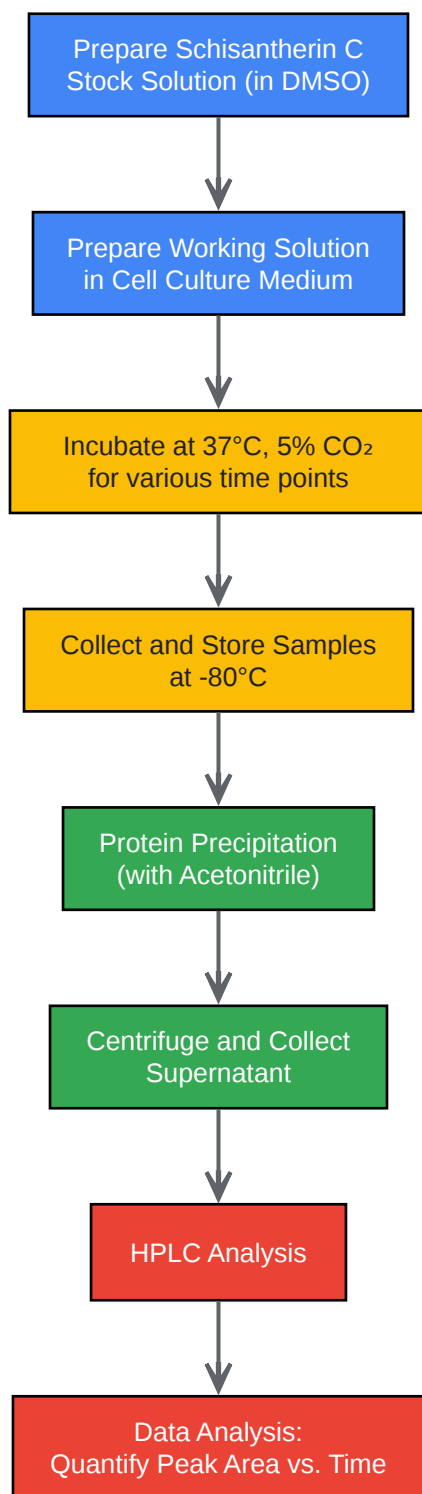 Prepare Schisantherin C
Stock Solution (in DMSO)
Prepare Working Solution
in Cell Culture Medium
Incubate at 37°C, 5% CO₂
for various time points
Collect and Store Samples
at -80°C
Protein Precipitation
(with Acetonitrile)
Centrifuge and Collect
Supernatant
HPLC Analysis
Data Analysis:
Quantify Peak Area vs. Time